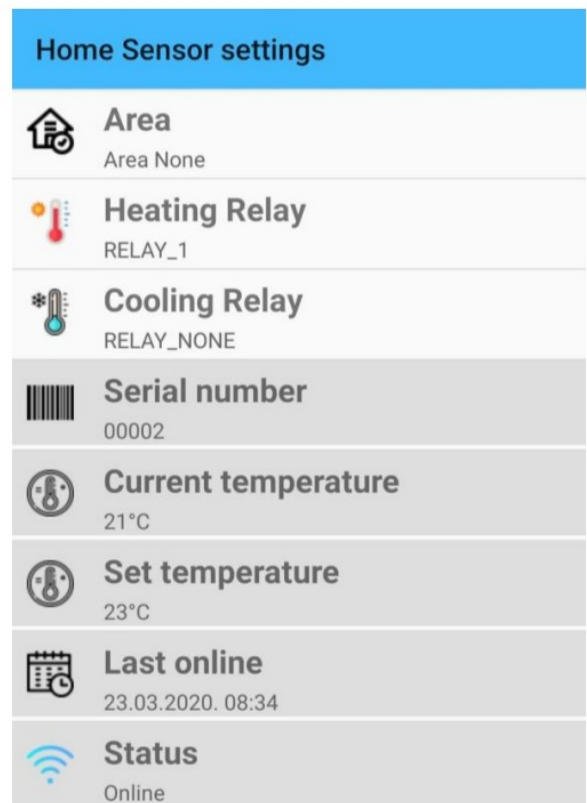 Home Sensor settings
Area
Area None
Heating Relay
RELAY_1
Cooling Relay
RELAY_NONE
Serial number
00002
Current temperature
21°C
Set temperature
23°C
Last online
23.03.2020. 08:34
Status
Online